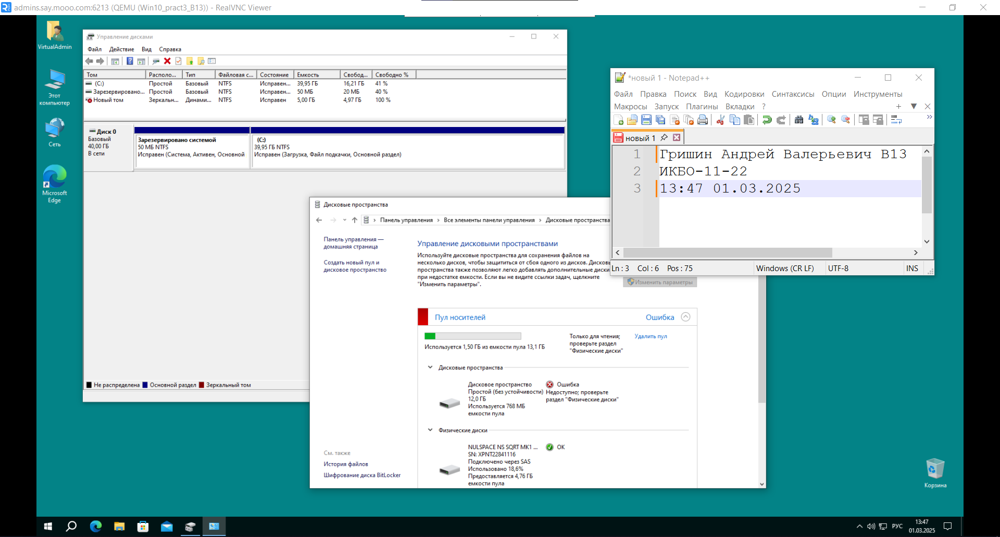 admins.say.mooo.com:6213 (QEMU (Win10_pract3_B13)) - RealVNC Viewer
VirtualAdmin
Этот
компьютер
Сеть
Microsoft
Edge
Корзина
Управление дисками
Файл Действие Вид Справка
Том Располо... Тип Файловая с... Состояние Емкость Свобод... Свободно %
(C:) Простой Базовый NTFS Исправен... 39,95 ГБ 16,21 ГБ 41 %
Зарезервировано... Простой Базовый NTFS Исправен... 50 МБ 20 МБ 40 %
Новый том Зеркальн... Динами... NTFS Исправен 5,00 ГБ 4,97 ГБ 100 %
Диск 0
Базовый
40,00 ГБ
В сети
Зарезервировано системой
50 МБ NTFS
Исправен (Система, Активен, Основной
(C:)
39,95 ГБ NTFS
Исправен (Загрузка, Файл подкачки, Основной раздел)
Не распределена Основной раздел Зеркальный том
Дисковые пространства
Панель управления › Все элементы панели управления › Дисковые пространства
Панель управления —
домашняя страница
Создать новый пул и
дисковое пространство
См. также
История файлов
Шифрование диска BitLocker
Управление дисковыми пространствами
Используйте дисковые пространства для сохранения файлов на
несколько дисков, чтобы защититься от сбоя одного из дисков. Дисковы
пространства также позволяют легко добавлять дополнительные диски
при недостатке емкости. Если вы не видите ссылки задач, щелкните
"Изменить параметры".
Изменить параметры
Пул носителей Ошибка
Используется 1,50 ГБ из емкости пула 13,1 ГБ
Только для чтения;
проверьте раздел
"Физические диски"
Удалить пул
Дисковые пространства
Дисковое пространство
Простой (без устойчивости)
12,0 ГБ
Используется 768 МБ
емкости пула
Ошибка
Недоступно; проверьте
раздел "Физические диски"
Физические диски
NULSPACE NS SQRT MK1 ...
SN: XPNT22841116
Подключено через SAS
Использовано 18,6%
Предоставляется 4,76 ГБ
емкости пула
OK
*новый 1 - Notepad++
Файл Правка Поиск Вид Кодировки Синтаксисы Опции Инструменты
Макросы Запуск Плагины Вкладки ?
новый 1
1 Гришин Андрей Валерьевич В13
2 ИКБО-11-22
3 13:47 01.03.2025
Ln : 3 Col : 6 Pos : 75 Windows (CR LF) UTF-8 INS
РУС
13:47
01.03.2025